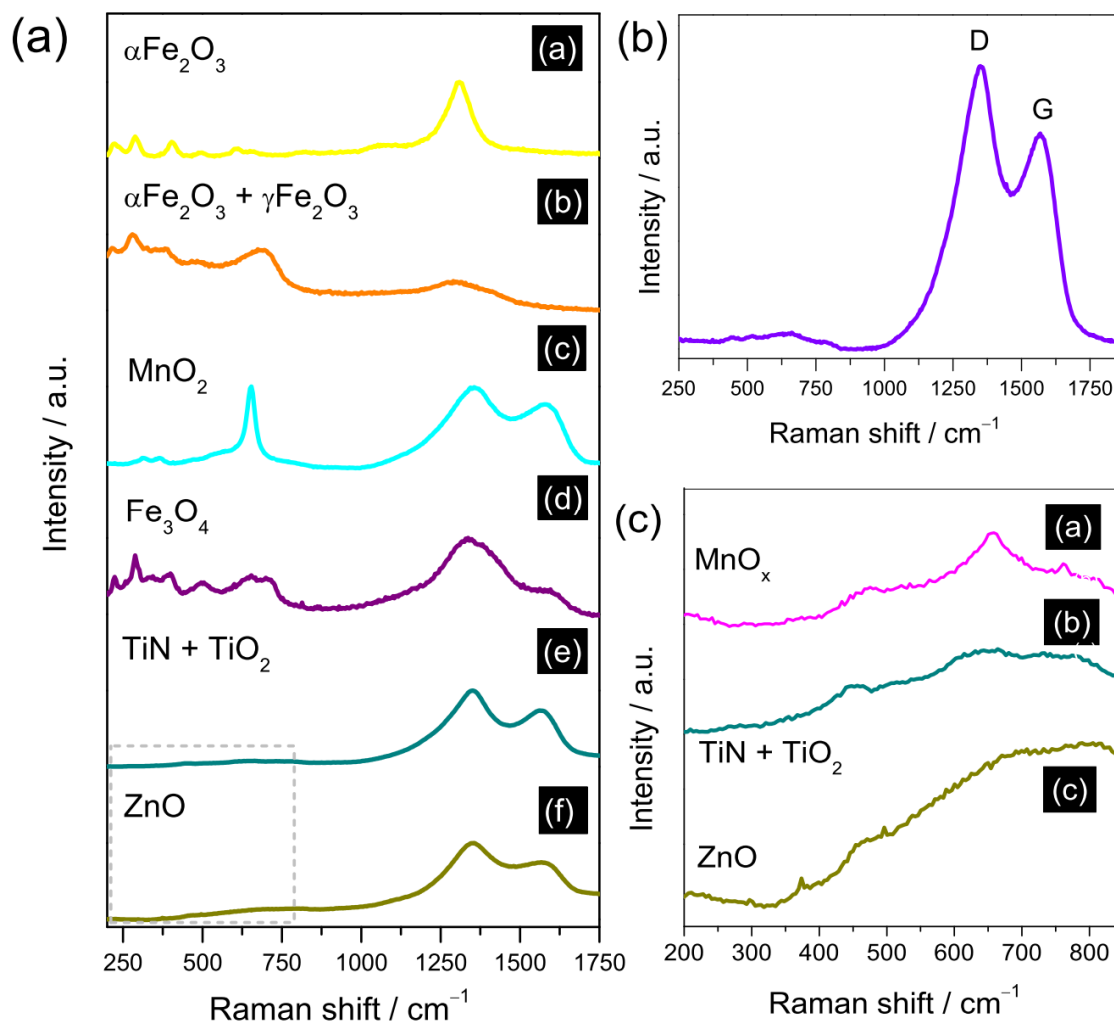 (a)
αFe₂O₃
(a)
αFe₂O₃ + γFe₂O₃
(b)
MnO₂
(c)
Fe₃O₄
(d)
TiN + TiO₂
(e)
ZnO
(f)
Intensity / a.u.
250 500 750 1000 1250 1500 1750
Raman shift / cm⁻¹
(b)
D
G
Intensity / a.u.
250 500 750 1000 1250 1500 1750
Raman shift / cm⁻¹
(c)
MnOₓ
(a)
(b)
TiN + TiO₂
(c)
ZnO
Intensity / a.u.
200 300 400 500 600 700 800
Raman shift / cm⁻¹